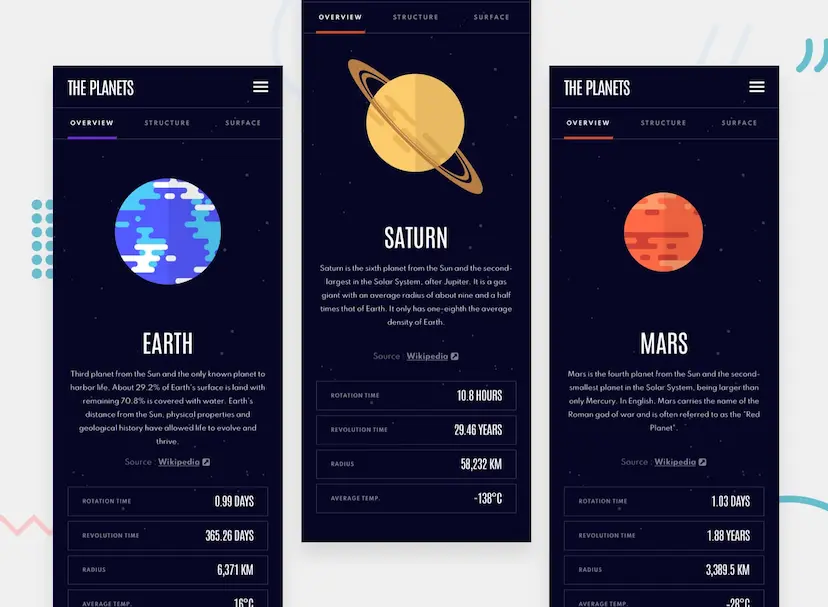 THE PLANETS
OVERVIEW STRUCTURE SURFACE
EARTH
Third planet from the Sun and the only known planet to
harbor life. About 29.2% of Earth's surface is land with
remaining 70.8% is covered with water. Earth's
distance from the Sun, physical properties and
geological history have allowed life to evolve and
thrive.
Source : Wikipedia
ROTATION TIME 0.99 DAYS
REVOLUTION TIME 365.26 DAYS
RADIUS 6,371 KM
AVERAGE TEMP. 16°C
OVERVIEW STRUCTURE SURFACE
SATURN
Saturn is the sixth planet from the Sun and the second-
largest in the Solar System, after Jupiter. It is a gas
giant with an average radius of about nine and a half
times that of Earth. It only has one-eighth the average
density of Earth.
Source : Wikipedia
ROTATION TIME 10.8 HOURS
REVOLUTION TIME 29.46 YEARS
RADIUS 58,232 KM
AVERAGE TEMP. -138°C
THE PLANETS
OVERVIEW STRUCTURE SURFACE
MARS
Mars is the fourth planet from the Sun and the second-
smallest planet in the Solar System, being larger than
only Mercury. In English, Mars carries the name of the
Roman god of war and is often referred to as the "Red
Planet".
Source : Wikipedia
ROTATION TIME 1.03 DAYS
REVOLUTION TIME 1.88 YEARS
RADIUS 3,389.5 KM
AVERAGE TEMP. -28°C